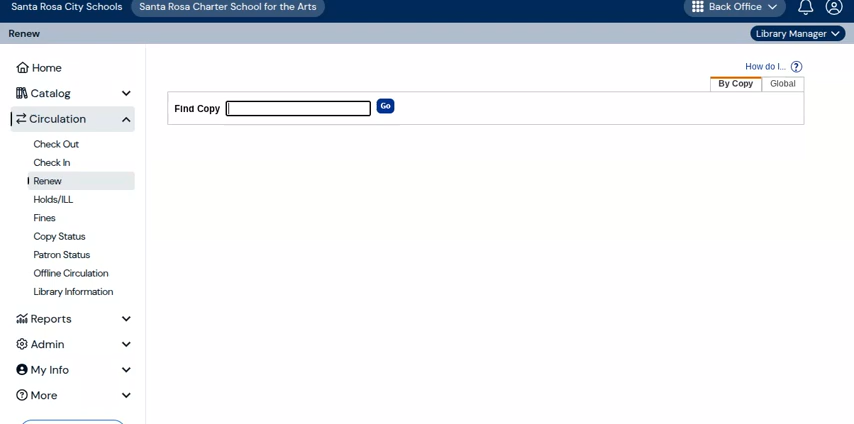 Santa Rosa City Schools Santa Rosa Charter School for the Arts Back Office
Renew Library Manager
How do I...
Home
By Copy Global
Catalog
Find Copy Go
Circulation
Check Out
Check In
Renew
Holds/ILL
Fines
Copy Status
Patron Status
Offline Circulation
Library Information
Reports
Admin
My Info
More